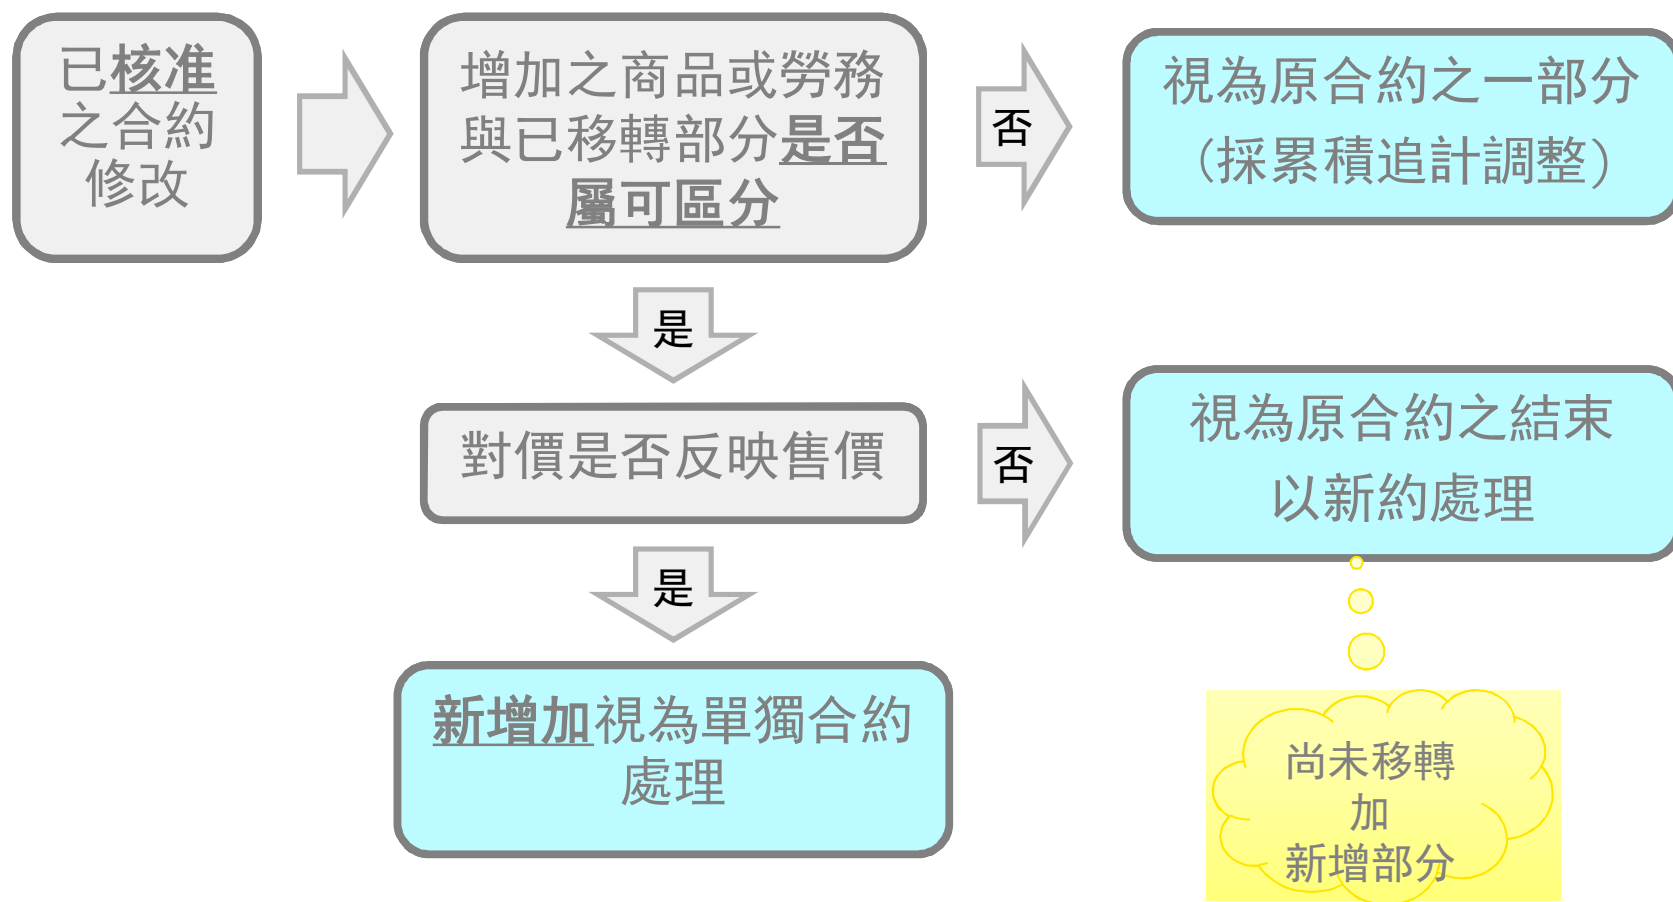 已核准
之合約
修改
增加之商品或勞務
與已移轉部分是否
屬可區分
否
視為原合約之一部分
（採累積追計調整）
是
對價是否反映售價
否
視為原合約之結束
以新約處理
是
新增加視為單獨合約
處理
尚未移轉
加
新增部分